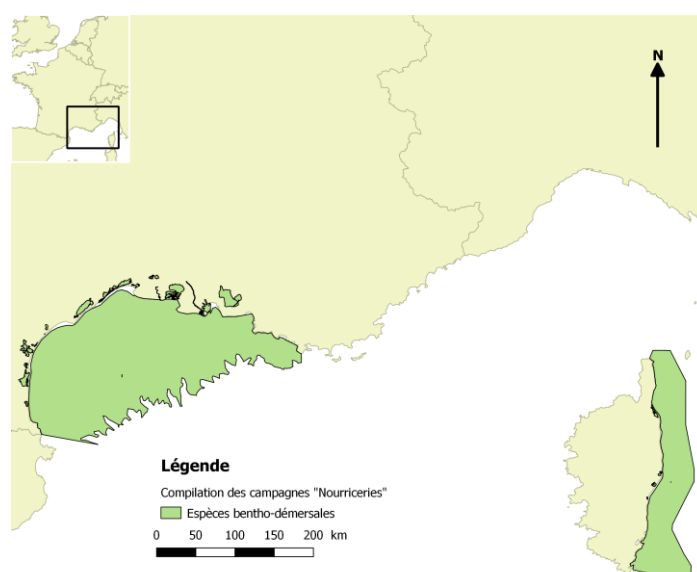 N
Légende
Compilation des campagnes "Nourriceries"
Espèces bentho-démersales
0 50 100 150 200 km